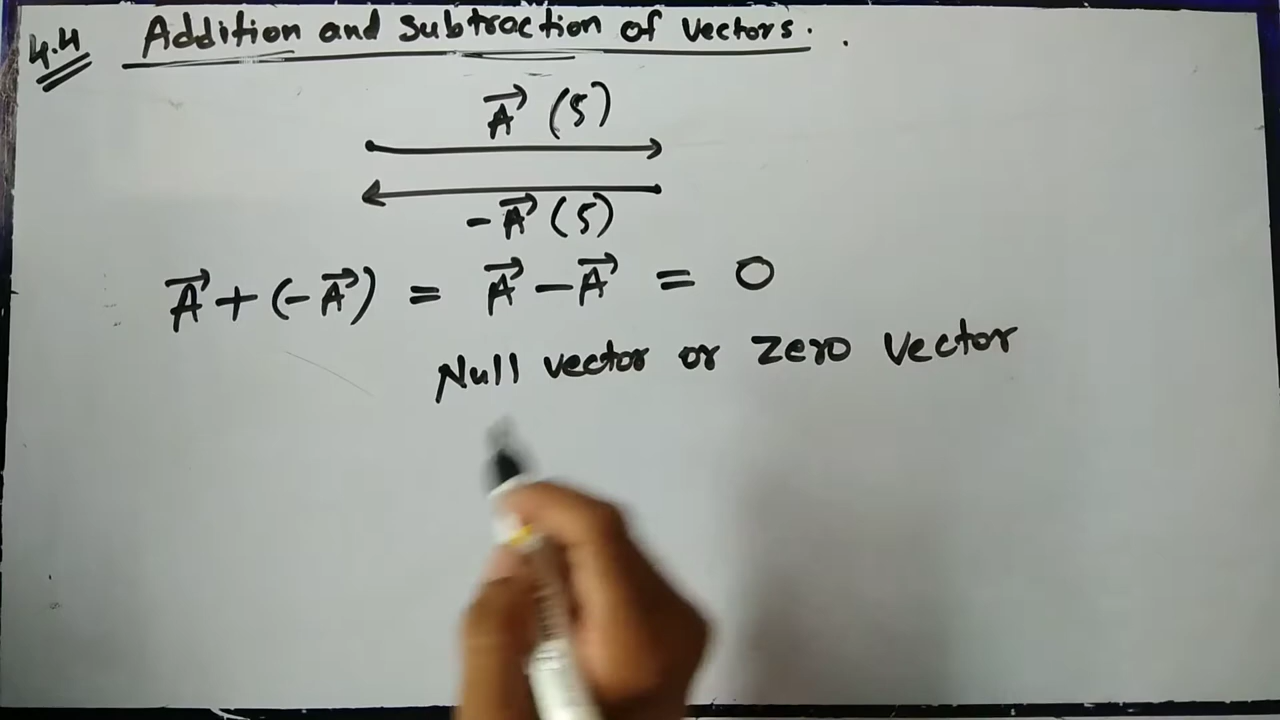 4.4 Addition and subtraction of vectors.
A⃗ (5)
-A⃗ (5)
A⃗ + (-A⃗) = A⃗ - A⃗ = 0
Null vector or zero vector